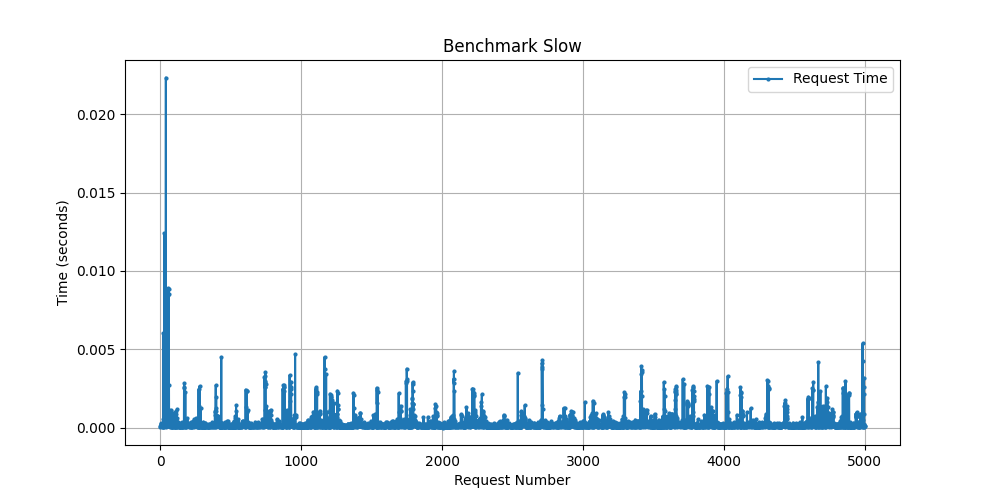 Benchmark Slow
Request Time
0.020
0.015
0.010
0.005
0.000
Time (seconds)
0 1000 2000 3000 4000 5000
Request Number